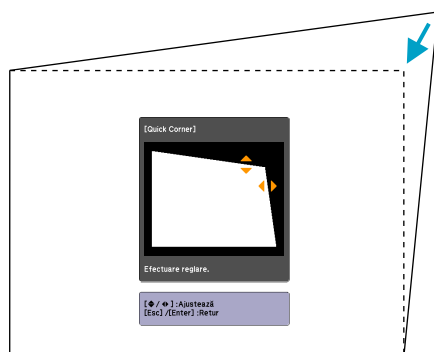 [Quick Corner]
Efectuare reglare.
[ / ] :Ajustează
[Esc] /[Enter] :Retur